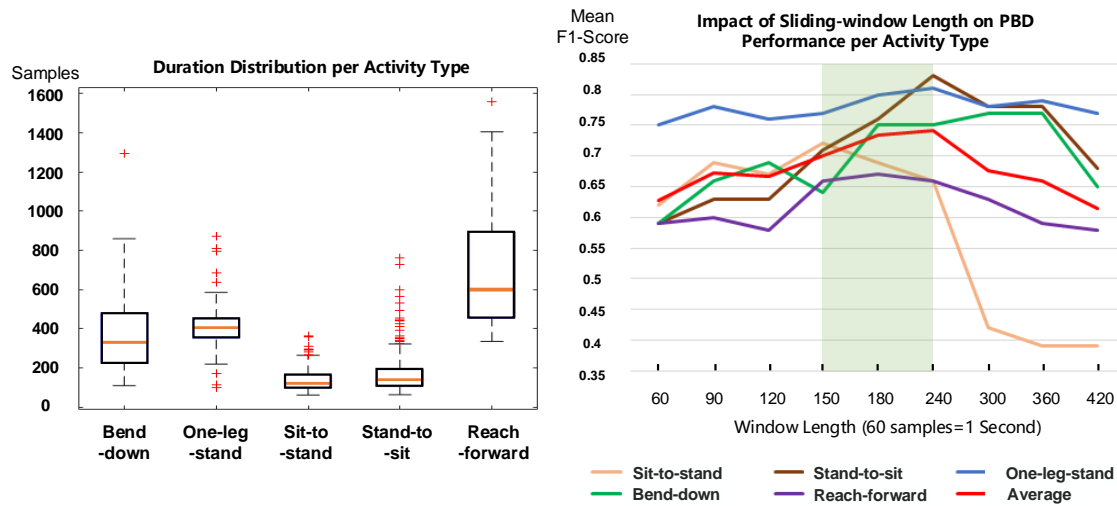 Duration Distribution per Activity Type
Samples
1600
1400
1200
1000
800
600
400
200
0
Bend
-down
One-leg
-stand
Sit-to
-stand
Stand-to
-sit
Reach
-forward
Impact of Sliding-window Length on PBD
Performance per Activity Type
Mean
F1-Score
0.85
0.8
0.75
0.7
0.65
0.6
0.55
0.5
0.45
0.4
0.35
60 90 120 150 180 240 300 360 420
Window Length (60 samples=1 Second)
Sit-to-stand Stand-to-sit One-leg-stand
Bend-down Reach-forward Average